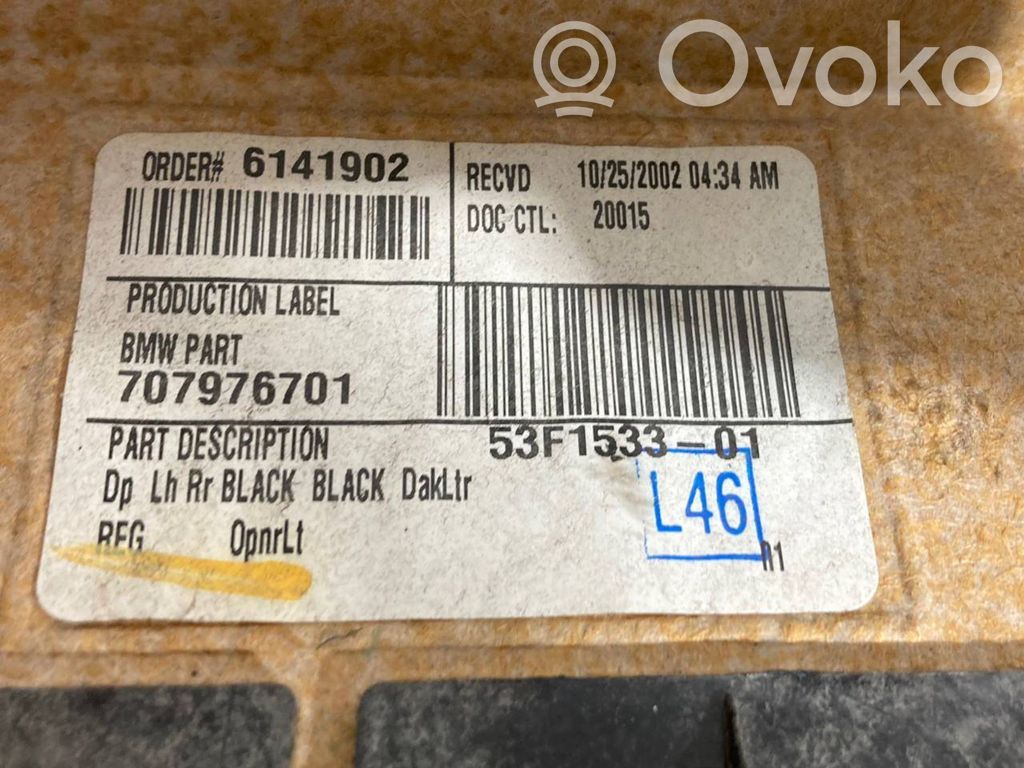 Ovoko
ORDER# 6141902
RECVD 10/25/2002 04:34 AM
DOC CTL: 20015
PRODUCTION LABEL
BMW PART
707976701
PART DESCRIPTION 53F1533-01
Dp Lh Rr BLACK BLACK DakLtr
REG OpnrLt
L46
R1